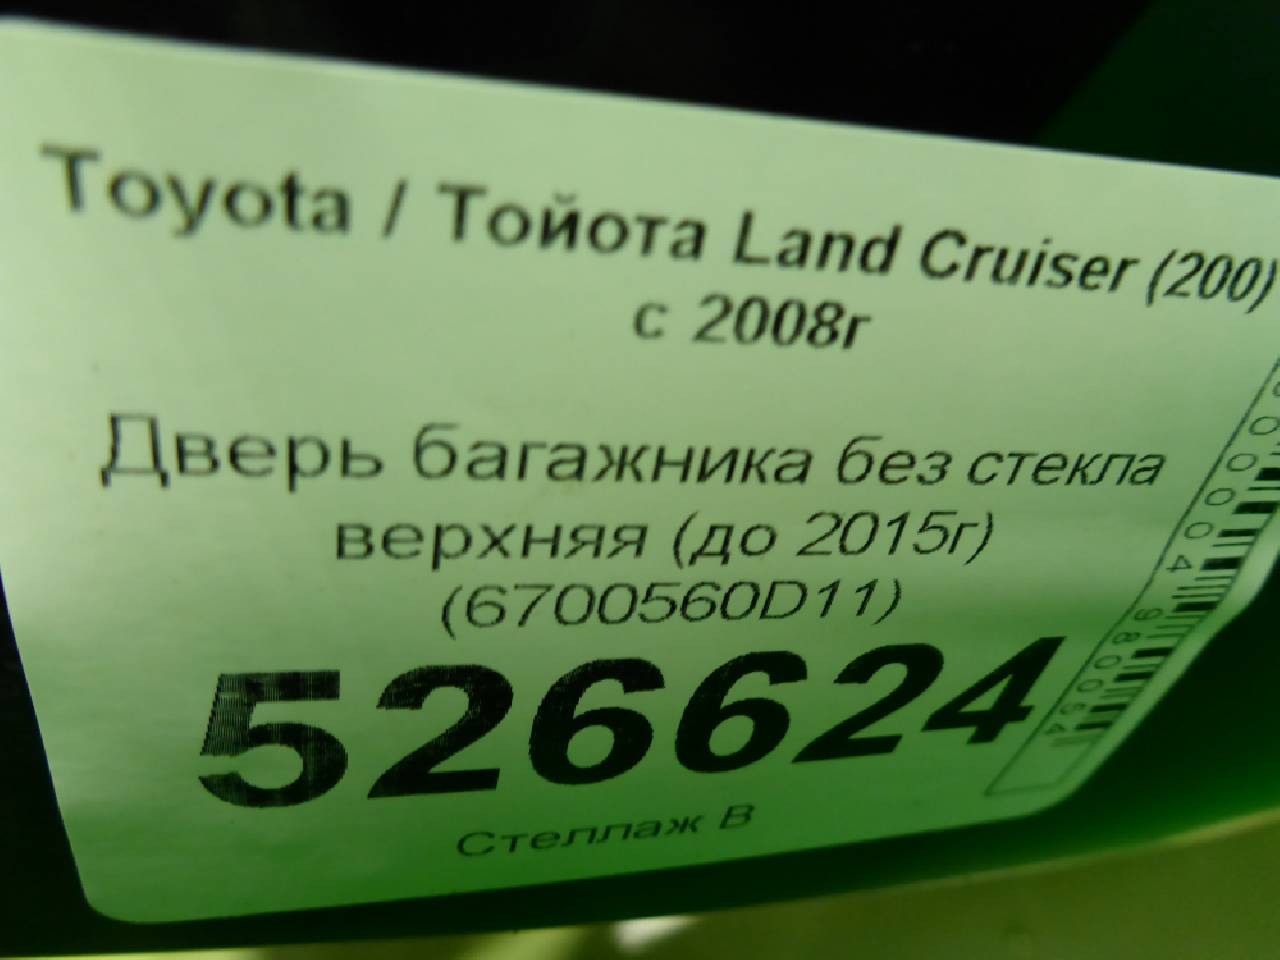 Toyota / Тойота Land Cruiser (200)
с 2008г
Дверь багажника без стекла
верхняя (до 2015г)
(6700560D11)
526624
Стеллаж В